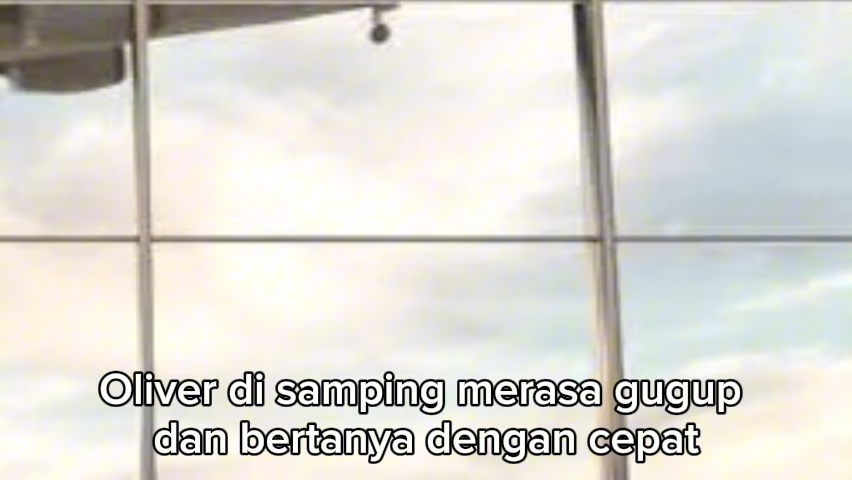 Oliver di samping merasa gugup
dan bertanya dengan cepat